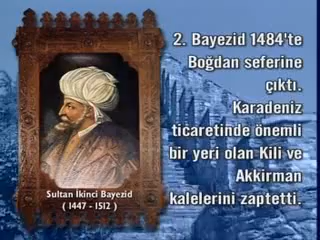 2. Bayezid 1484'te
Boğdan seferine
çıktı.
Karadeniz
ticaretinde önemli
bir yeri olan Kili ve
Akkirman
kalelerini zaptetti.
Sultan İkinci Bayezid
( 1447 - 1512 )